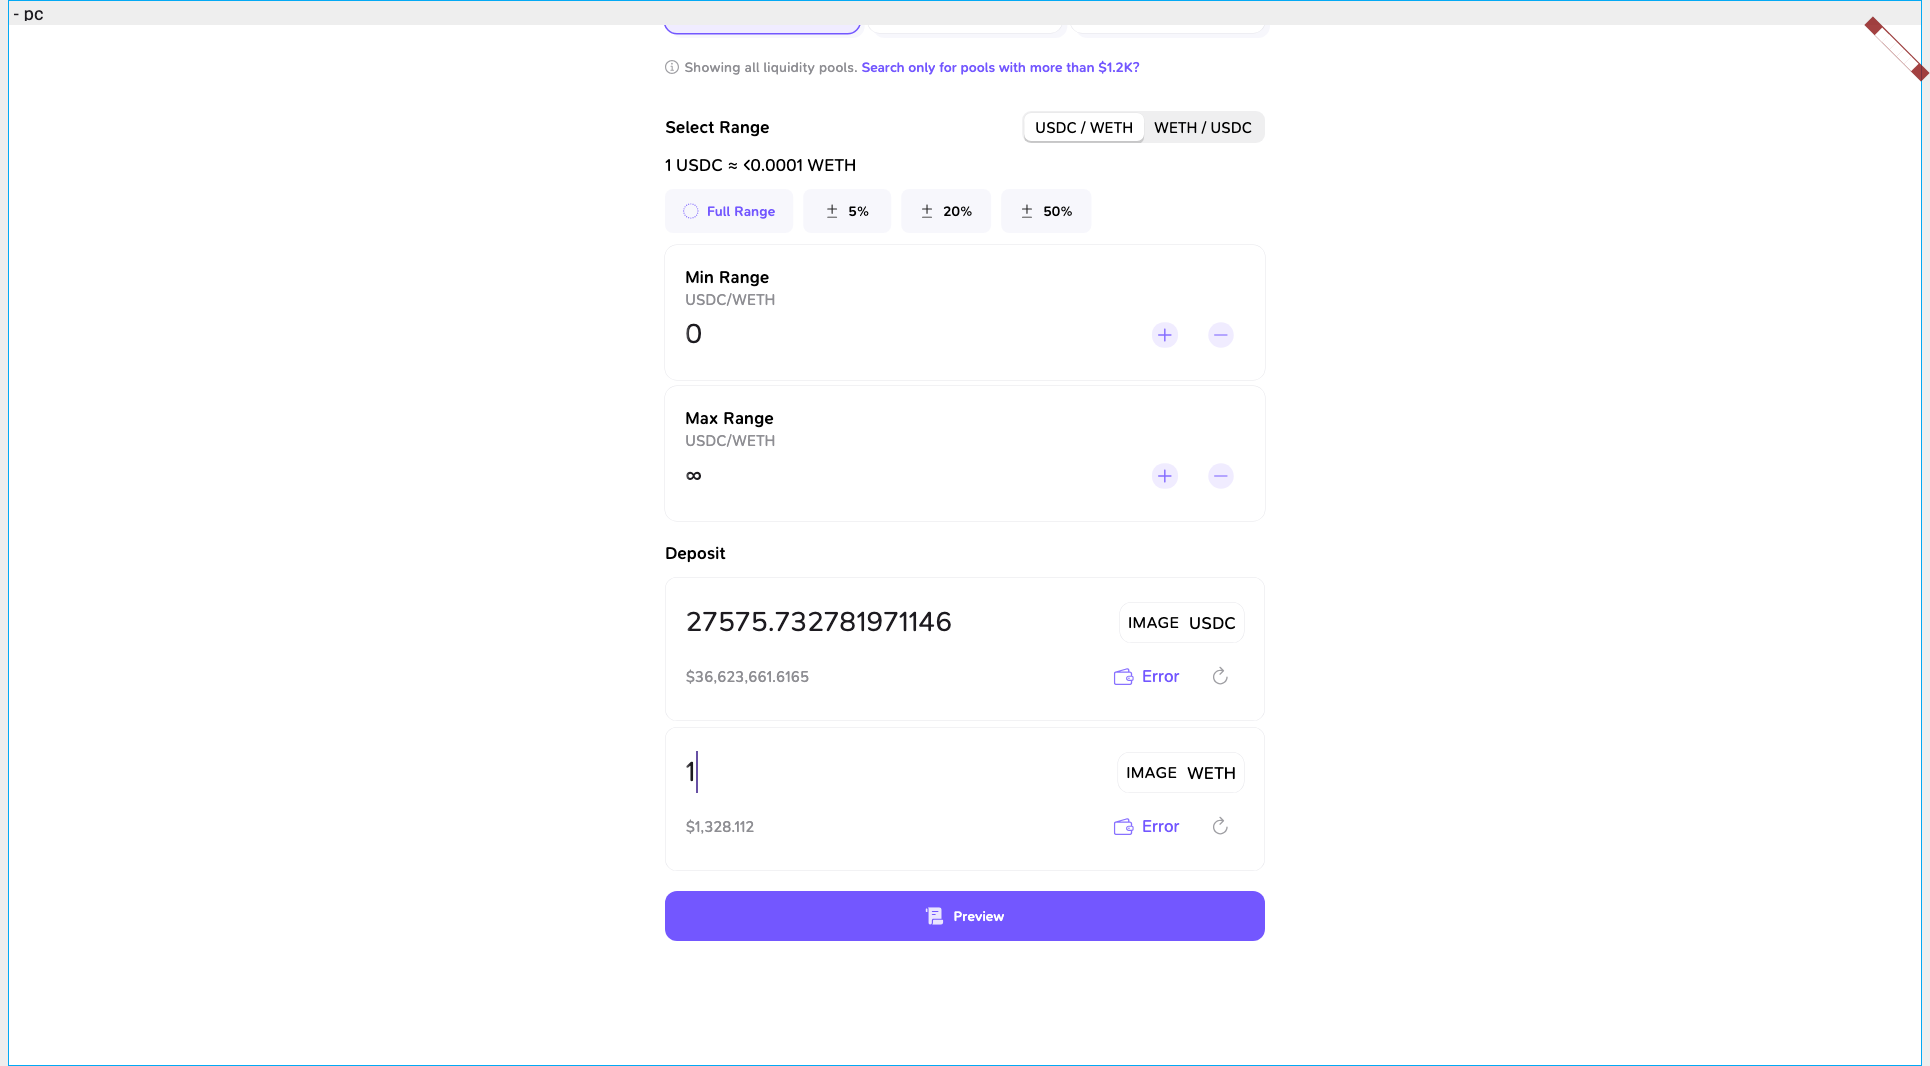 - pc
Showing all liquidity pools. Search only for pools with more than $1.2K?
Select Range
USDC / WETH WETH / USDC
1 USDC ≈ <0.0001 WETH
Full Range ± 5% ± 20% ± 50%
Min Range
USDC/WETH
0
Max Range
USDC/WETH
∞
Deposit
27575.732781971146 IMAGE USDC
$36,623,661.6165 Error
1 IMAGE WETH
$1,328.112 Error
Preview